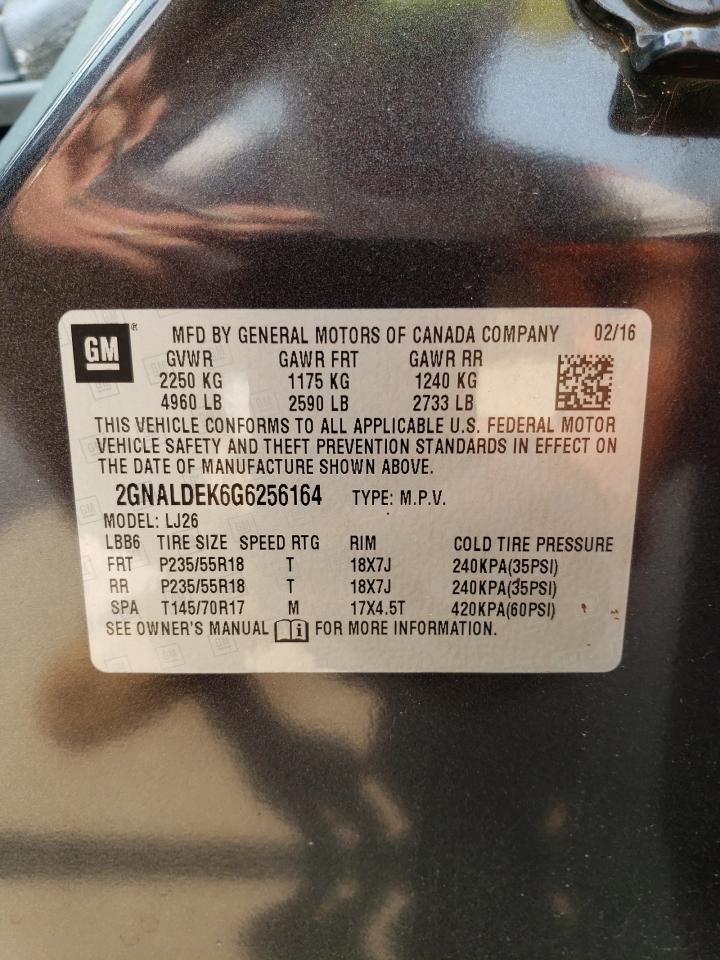 GM ® MFD BY GENERAL MOTORS OF CANADA COMPANY 02/16
GVWR GAWR FRT GAWR RR
2250 KG 1175 KG 1240 KG
4960 LB 2590 LB 2733 LB
THIS VEHICLE CONFORMS TO ALL APPLICABLE U.S. FEDERAL MOTOR
VEHICLE SAFETY AND THEFT PREVENTION STANDARDS IN EFFECT ON
THE DATE OF MANUFACTURE SHOWN ABOVE.
2GNALDEK6G6256164 TYPE: M.P.V.
MODEL: LJ26
LBB6 TIRE SIZE SPEED RTG RIM COLD TIRE PRESSURE
FRT P235/55R18 T 18X7J 240KPA(35PSI)
RR P235/55R18 T 18X7J 240KPA(35PSI)
SPA T145/70R17 M 17X4.5T 420KPA(60PSI)
SEE OWNER'S MANUAL i FOR MORE INFORMATION.